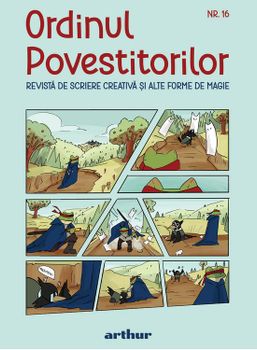 Ordinul
NR. 16
Povestitorilor
REVISTĂ DE SCRIERE CREATIVĂ ȘI ALTE FORME DE MAGIE
arthur